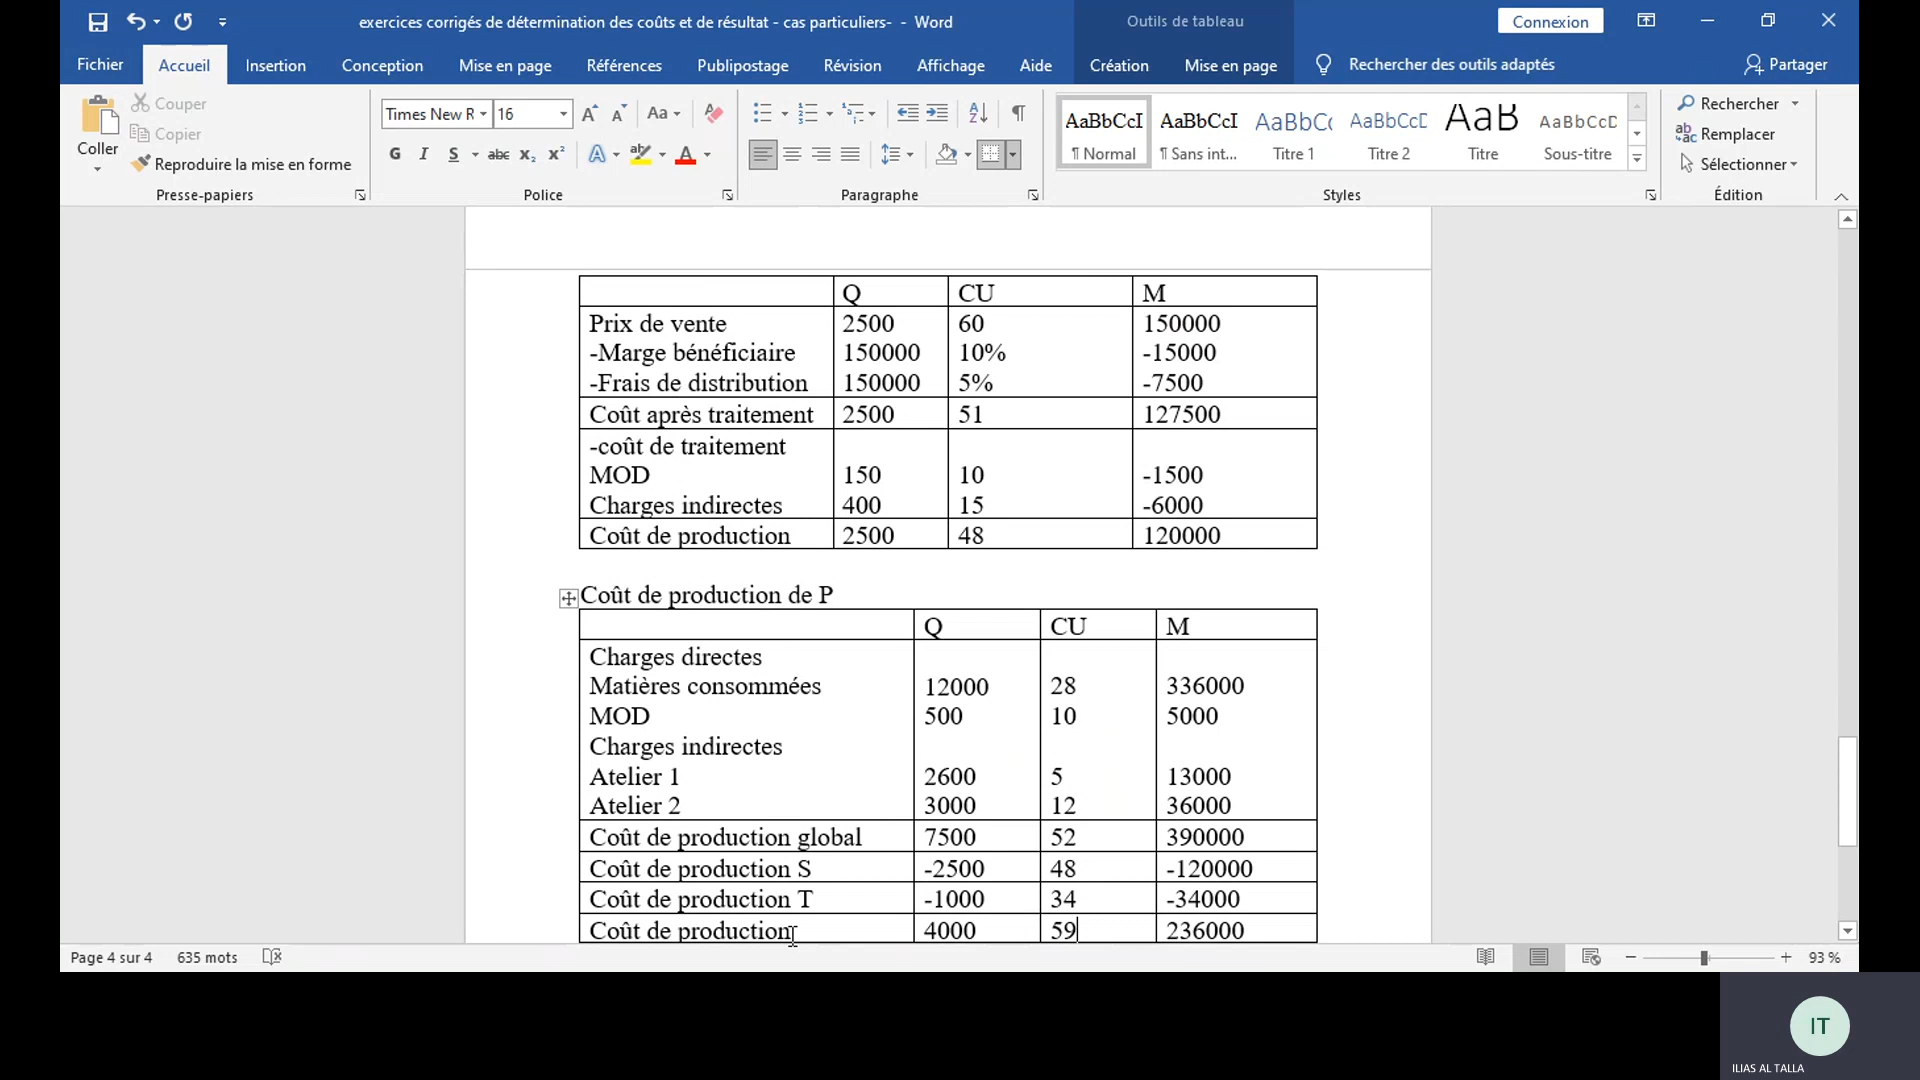 exercices corrigés de détermination des coûts et de résultat - cas particuliers- - Word
Outils de tableau
Connexion
Fichier Accueil Insertion Conception Mise en page Références Publipostage Révision Affichage Aide Création Mise en page Rechercher des outils adaptés Partager
Coller
Couper
Copier
Reproduire la mise en forme
Presse-papiers
Times New R 16
Aa
G I S abc x₂ x² A ab A
Police
Paragraphe
AaBbCcI AaBbCcI AaBbCc AaBbCcD AaB AaBbCcD
¶ Normal ¶ Sans int... Titre 1 Titre 2 Titre Sous-titre
Styles
Rechercher
Remplacer
Sélectionner
Édition
Q CU M
Prix de vente 2500 60 150000
-Marge bénéficiaire 150000 10% -15000
-Frais de distribution 150000 5% -7500
Coût après traitement 2500 51 127500
-coût de traitement
MOD 150 10 -1500
Charges indirectes 400 15 -6000
Coût de production 2500 48 120000
Coût de production de P
Q CU M
Charges directes
Matières consommées 12000 28 336000
MOD 500 10 5000
Charges indirectes
Atelier 1 2600 5 13000
Atelier 2 3000 12 36000
Coût de production global 7500 52 390000
Coût de production S -2500 48 -120000
Coût de production T -1000 34 -34000
Coût de production 4000 59 236000
Page 4 sur 4 635 mots 93 %
IT
ILIAS AL TALLA